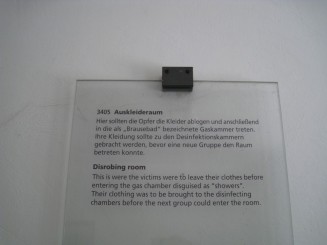 3405 Auskleideraum
Hier sollten die Opfer die Kleider ablegen und anschließend
in die als „Brausebad" bezeichnete Gaskammer treten.
Ihre Kleidung sollte zu den Desinfektionskammern
gebracht werden, bevor eine neue Gruppe den Raum
betreten konnte.
Disrobing room
This is were the victims were to leave their clothes before
entering the gas chamber disguised as "showers".
Their clothing was to be brought to the disinfecting
chambers before the next group could enter the room.